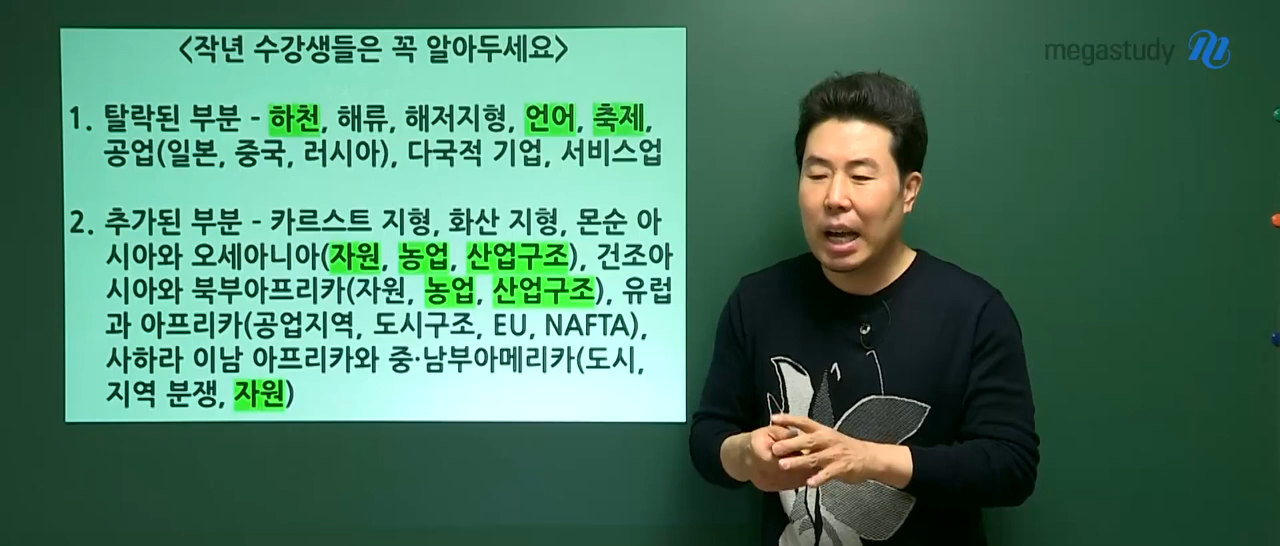 <작년 수강생들은 꼭 알아두세요>
1. 탈락된 부분 - 하천, 해류, 해저지형, 언어, 축제,
공업(일본, 중국, 러시아), 다국적 기업, 서비스업
2. 추가된 부분 - 카르스트 지형, 화산 지형, 몬순 아
시아와 오세아니아(자원, 농업, 산업구조), 건조아
시아와 북부아프리카(자원, 농업, 산업구조), 유럽
과 아프리카(공업지역, 도시구조, EU, NAFTA),
사하라 이남 아프리카와 중·남부아메리카(도시,
지역 분쟁, 자원)
megastudy